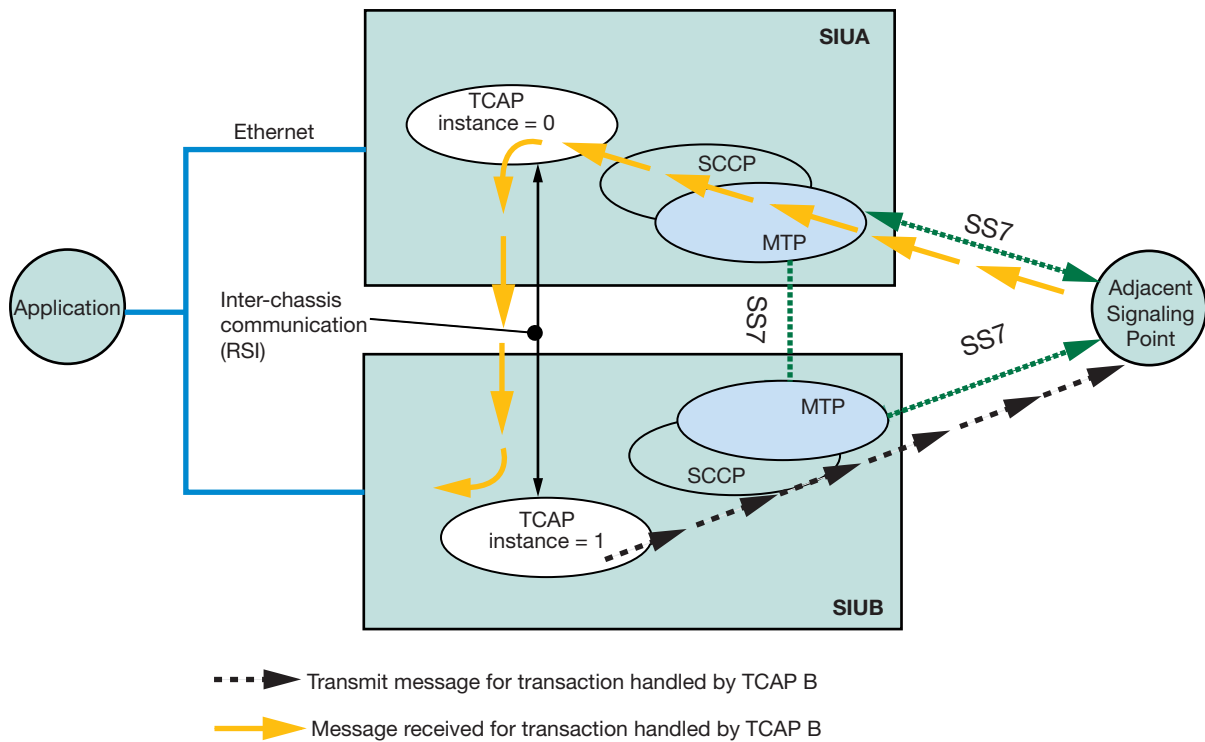 SIUA
TCAP
instance = 0
Ethernet
SCCP
MTP
SS7
Application
Inter-chassis
communication
(RSI)
SS7
Adjacent
Signaling
Point
SS7
MTP
SCCP
TCAP
instance = 1
SIUB
Transmit message for transaction handled by TCAP B
Message received for transaction handled by TCAP B